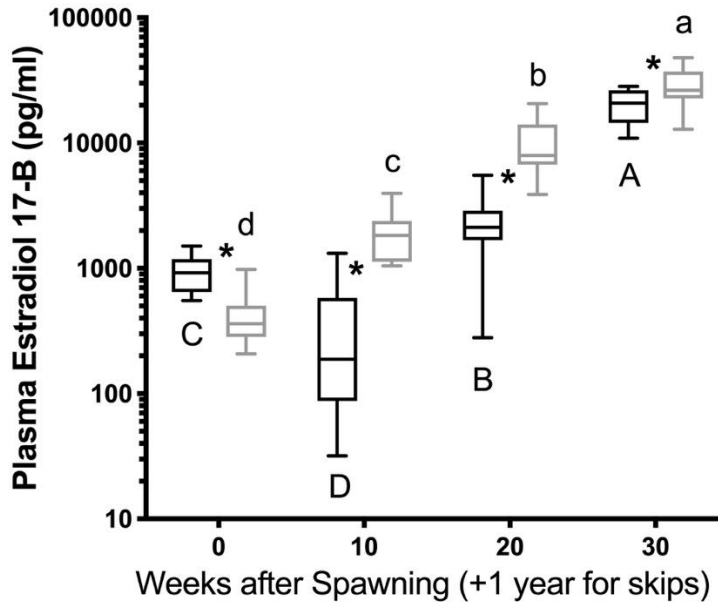 100000
10000
1000
100
10
Plasma Estradiol 17-B (pg/ml)
C
*
d
D
*
c
B
*
b
A
*
a
0 10 20 30
Weeks after Spawning (+1 year for skips)